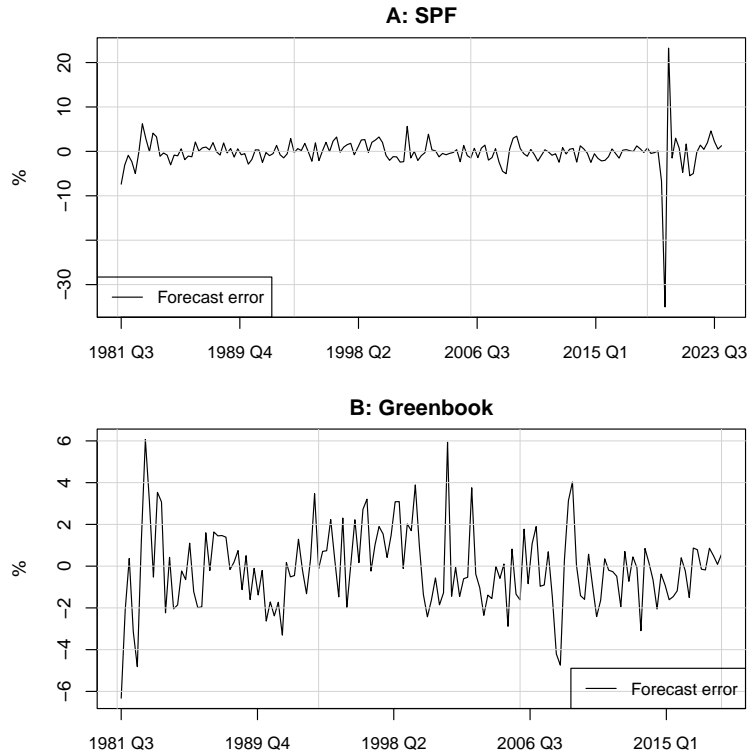 A: SPF
%
20
10
0
−10
−30
Forecast error
1981 Q3 1989 Q4 1998 Q2 2006 Q3 2015 Q1 2023 Q3
B: Greenbook
%
6
4
2
0
−2
−4
−6
Forecast error
1981 Q3 1989 Q4 1998 Q2 2006 Q3 2015 Q1